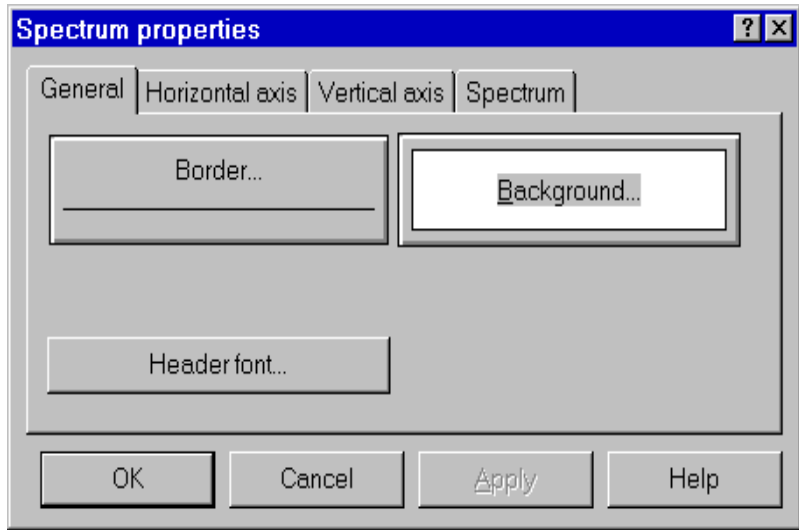 Spectrum properties
General Horizontal axis Vertical axis Spectrum
Border... Background...
Header font...
OK Cancel Apply Help